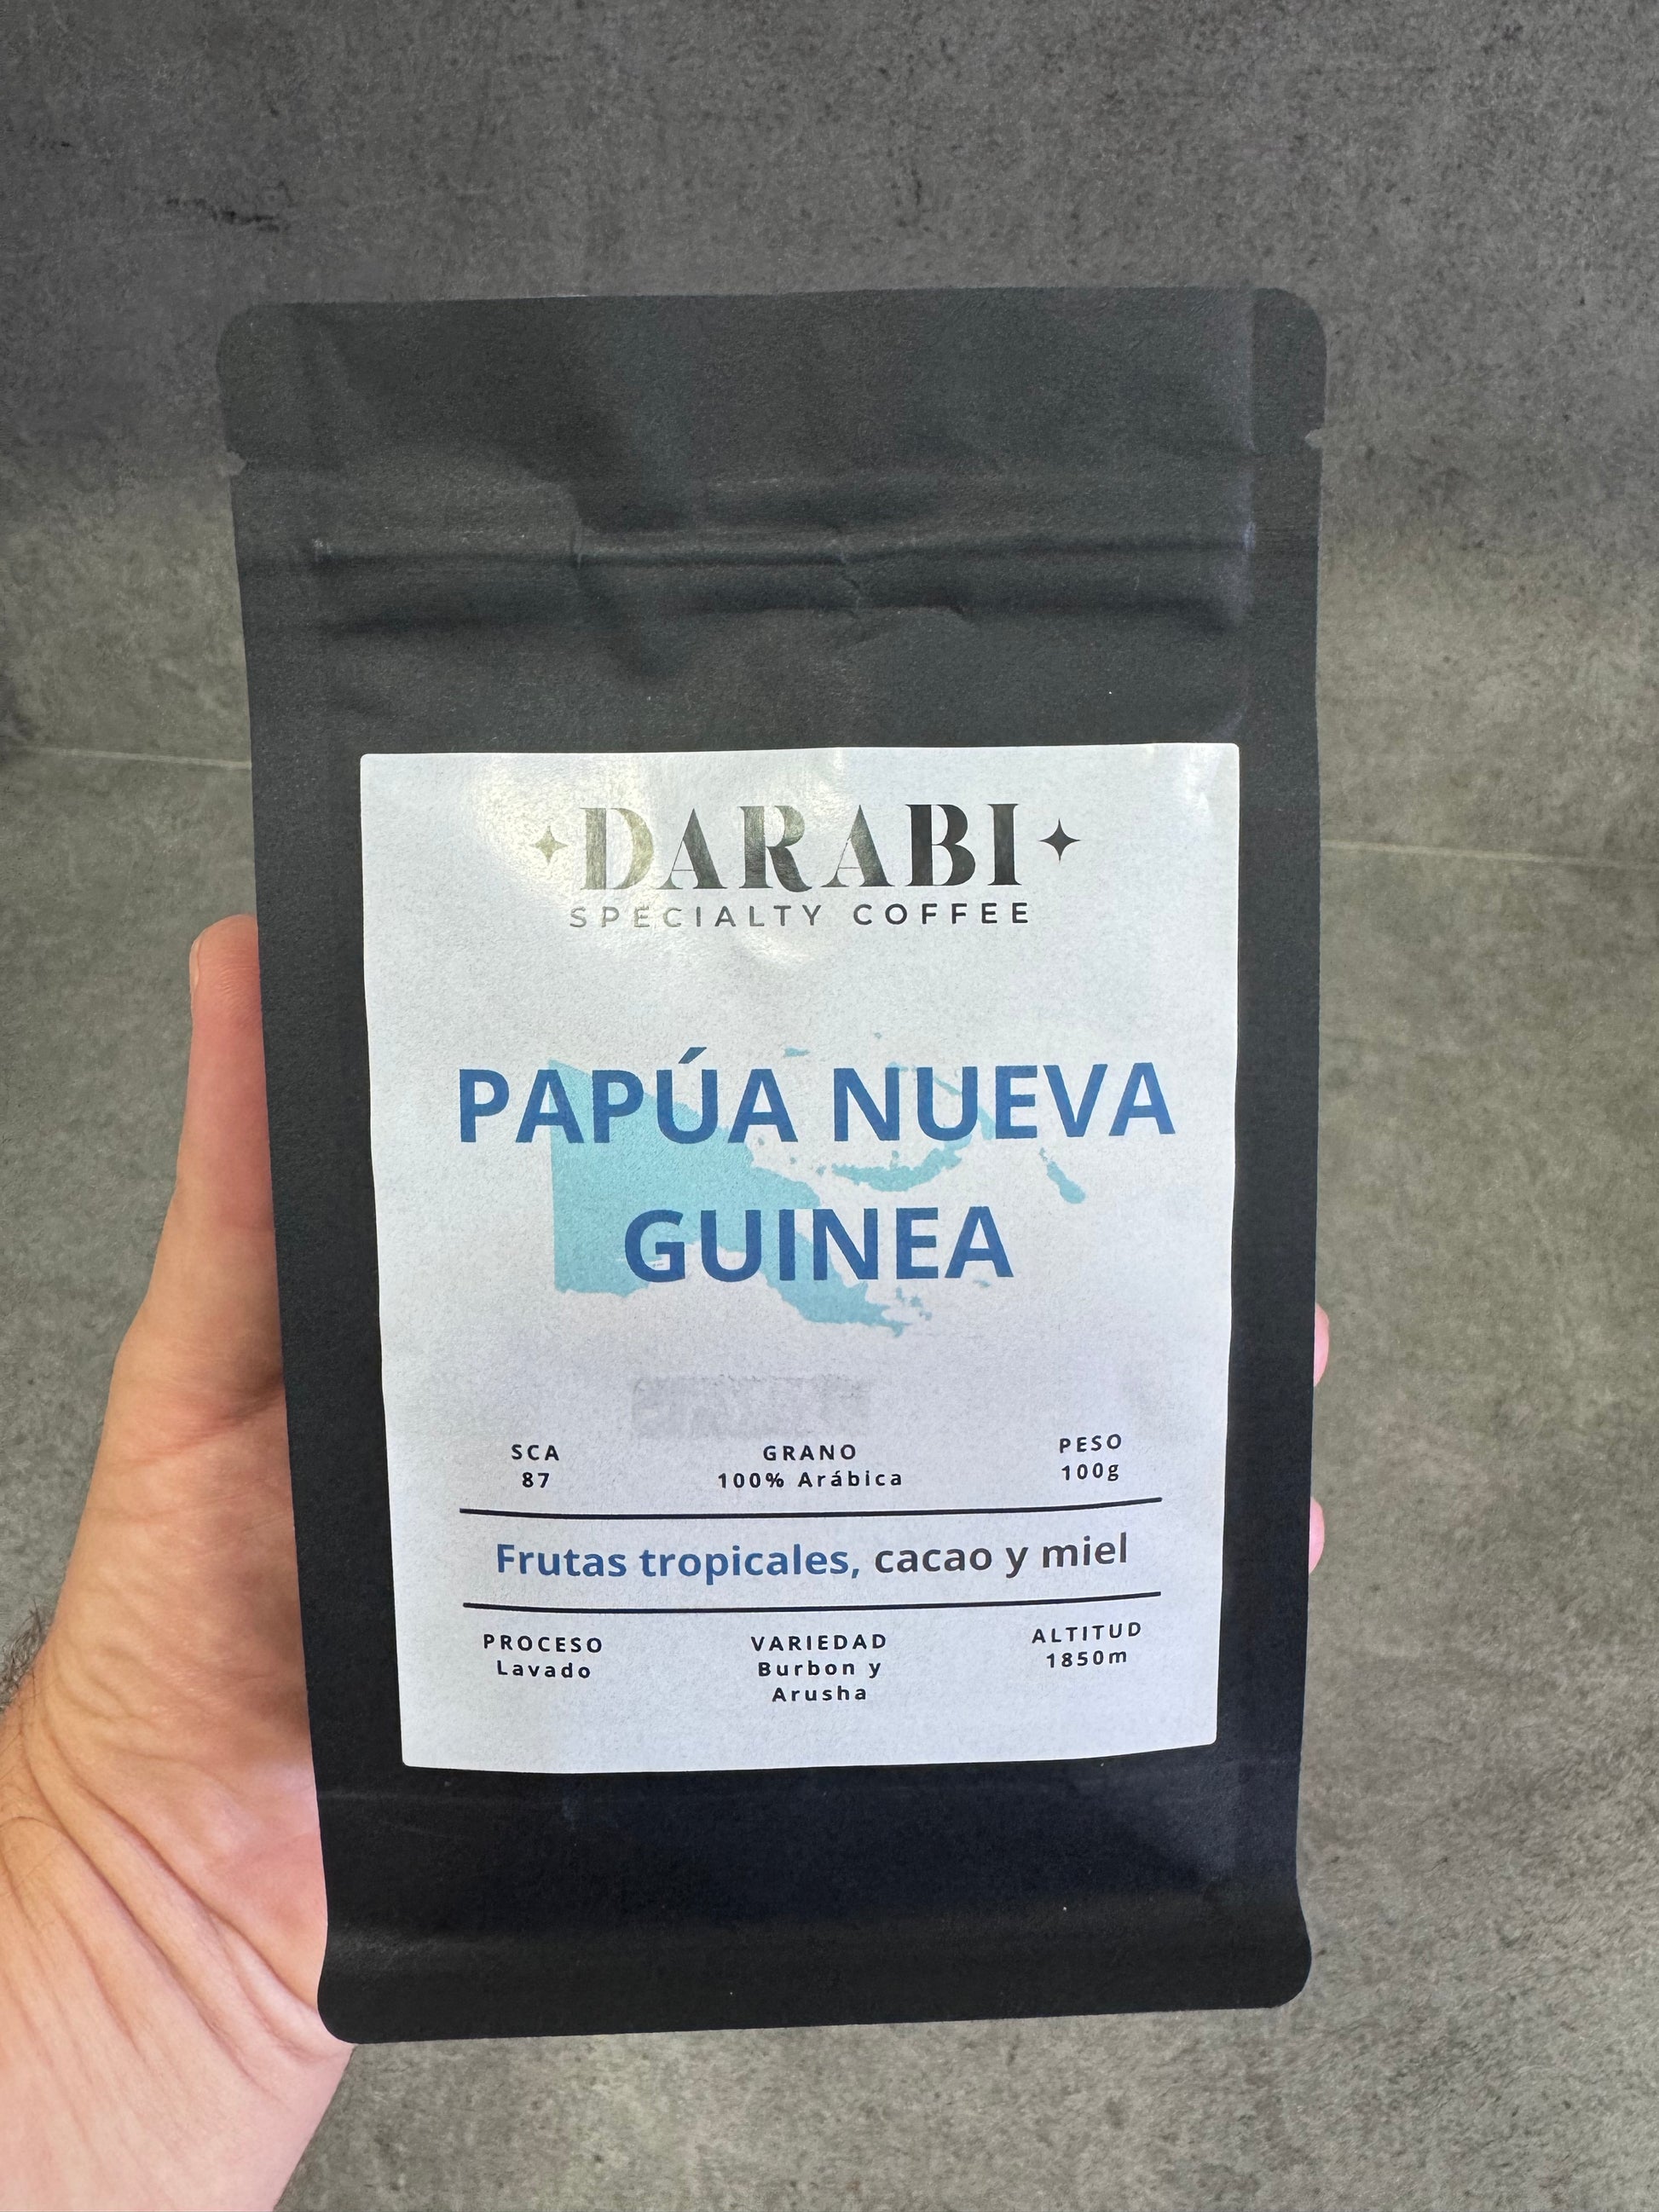 DARABI
SPECIALTY COFFEE
PAPÚA NUEVA
GUINEA
SCA
87
GRANO
100% Arábica
PESO
100g
Frutas tropicales, cacao y miel
PROCESO
Lavado
VARIEDAD
Burbon y
Arusha
ALTITUD
1850m